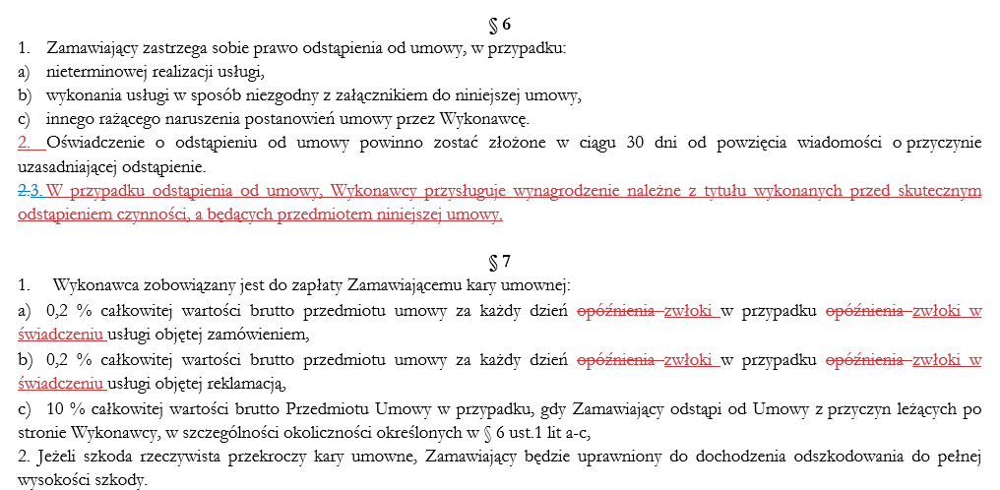 § 6
1. Zamawiający zastrzega sobie prawo odstąpienia od umowy, w przypadku:
a) nieterminowej realizacji usługi,
b) wykonania usługi w sposób niezgodny z załącznikiem do niniejszej umowy,
c) innego rażącego naruszenia postanowień umowy przez Wykonawcę.
2. Oświadczenie o odstąpieniu od umowy powinno zostać złożone w ciągu 30 dni od powzięcia wiadomości o przyczynie
uzasadniającej odstąpienie.
2.3. W przypadku odstąpienia od umowy, Wykonawcy przysługuje wynagrodzenie należne z tytułu wykonanych przed skutecznym
odstąpieniem czynności, a będących przedmiotem niniejszej umowy.
§ 7
1. Wykonawca zobowiązany jest do zapłaty Zamawiającemu kary umownej:
a) 0,2 % całkowitej wartości brutto przedmiotu umowy za każdy dzień opóźnienia zwłoki w przypadku opóźnienia zwłoki w
świadczeniu usługi objętej zamówieniem,
b) 0,2 % całkowitej wartości brutto przedmiotu umowy za każdy dzień opóźnienia zwłoki w przypadku opóźnienia zwłoki w
świadczeniu usługi objętej reklamacją,
c) 10 % całkowitej wartości brutto Przedmiotu Umowy w przypadku, gdy Zamawiający odstąpi od Umowy z przyczyn leżących po
stronie Wykonawcy, w szczególności okoliczności określonych w § 6 ust.1 lit a-c,
2. Jeżeli szkoda rzeczywista przekroczy kary umowne, Zamawiający będzie uprawniony do dochodzenia odszkodowania do pełnej
wysokości szkody.